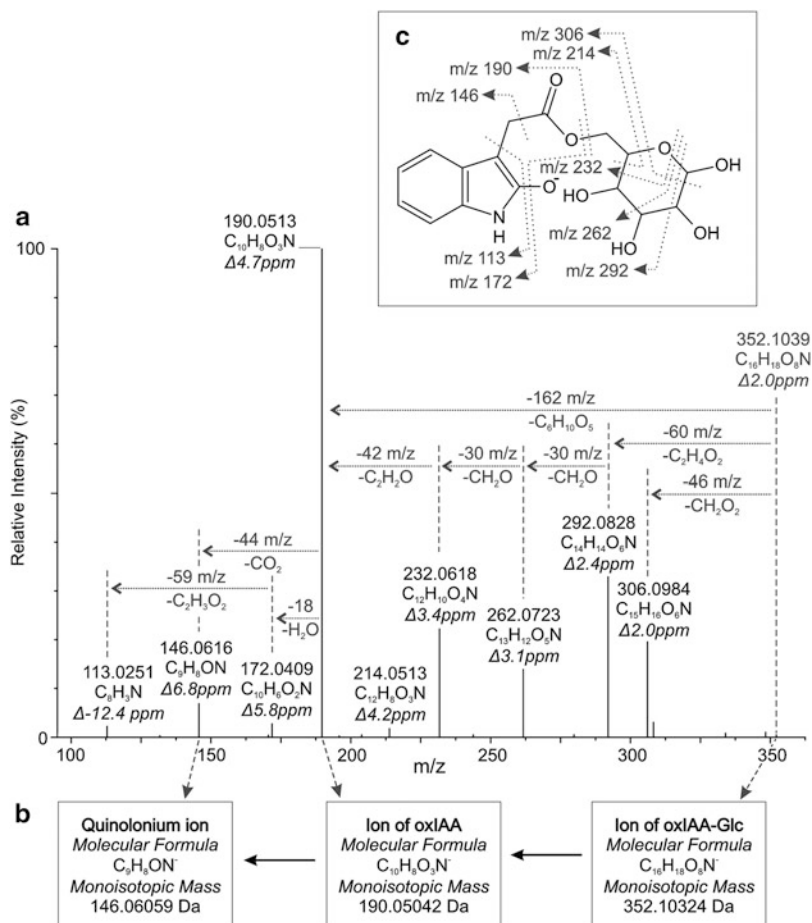 c
m/z 306
m/z 214
m/z 190
m/z 146
O
O
O
OH
m/z 232
O⁻
HO
N
H
HO
OH
m/z 262
m/z 113
m/z 172
m/z 292
a
190.0513
C₁₀H₈O₃N
Δ4.7ppm
100
352.1039
C₁₆H₁₈O₈N
Δ2.0ppm
-162 m/z
-C₆H₁₀O₅
-60 m/z
-C₂H₄O₂
-42 m/z
-C₂H₂O
-30 m/z
-CH₂O
-30 m/z
-CH₂O
-46 m/z
-CH₂O₂
292.0828
C₁₄H₁₄O₆N
Δ2.4ppm
-44 m/z
-CO₂
-59 m/z
-C₂H₃O₂
-18
-H₂O
232.0618
C₁₂H₁₀O₄N
Δ3.4ppm
306.0984
C₁₅H₁₆O₆N
Δ2.0ppm
262.0723
C₁₃H₁₂O₅N
Δ3.1ppm
146.0616
C₉H₈ON
Δ6.8ppm
113.0251
C₈H₃N
Δ-12.4 ppm
172.0409
C₁₀H₆O₂N
Δ5.8ppm
214.0513
C₁₂H₈O₃N
Δ4.2ppm
Relative Intensity (%)
0
100 150 200 250 300 350
m/z
b
Quinolonium ion
Molecular Formula
C₉H₈ON⁻
Monoisotopic Mass
146.06059 Da
Ion of oxIAA
Molecular Formula
C₁₀H₈O₃N⁻
Monoisotopic Mass
190.05042 Da
Ion of oxIAA-Glc
Molecular Formula
C₁₆H₁₈O₈N⁻
Monoisotopic Mass
352.10324 Da